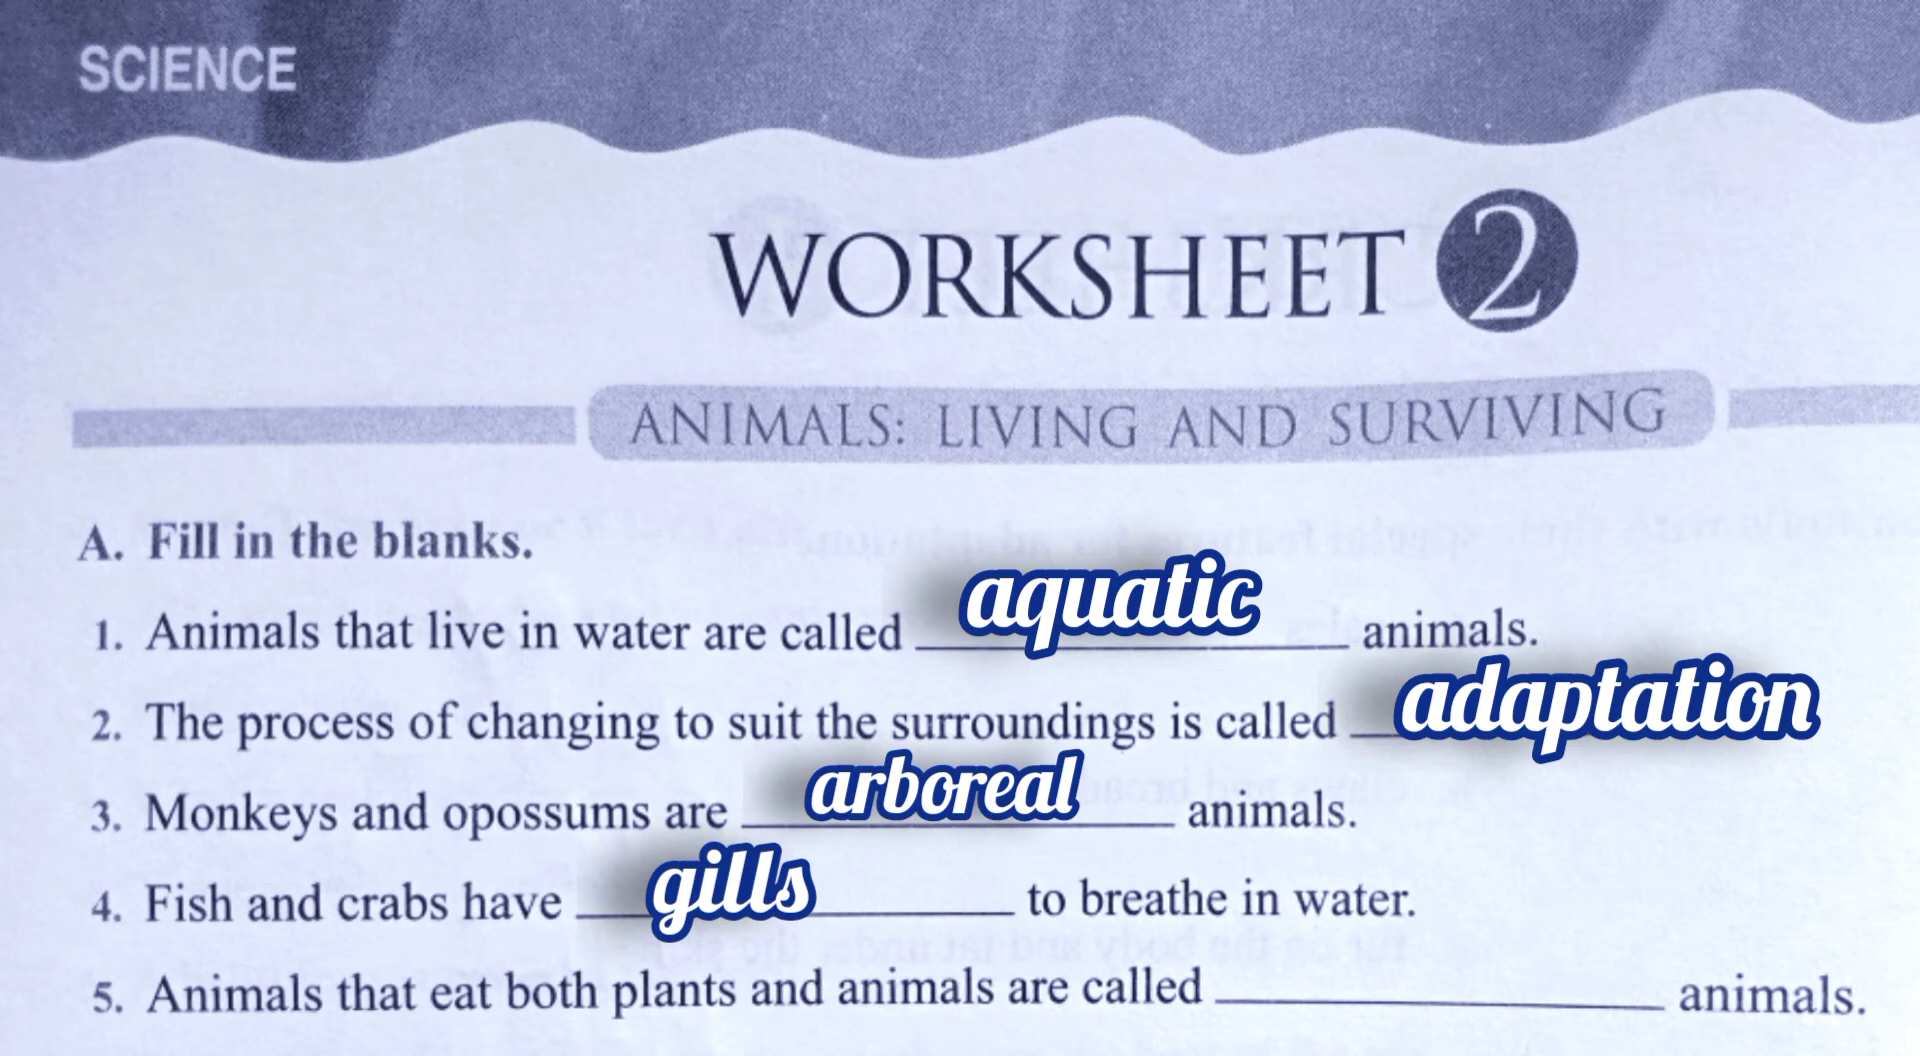 SCIENCE
WORKSHEET 2
ANIMALS: LIVING AND SURVIVING
A. Fill in the blanks.
1. Animals that live in water are called aquatic animals.
2. The process of changing to suit the surroundings is called adaptation
3. Monkeys and opossums are arboreal animals.
4. Fish and crabs have gills to breathe in water.
5. Animals that eat both plants and animals are called ____________ animals.